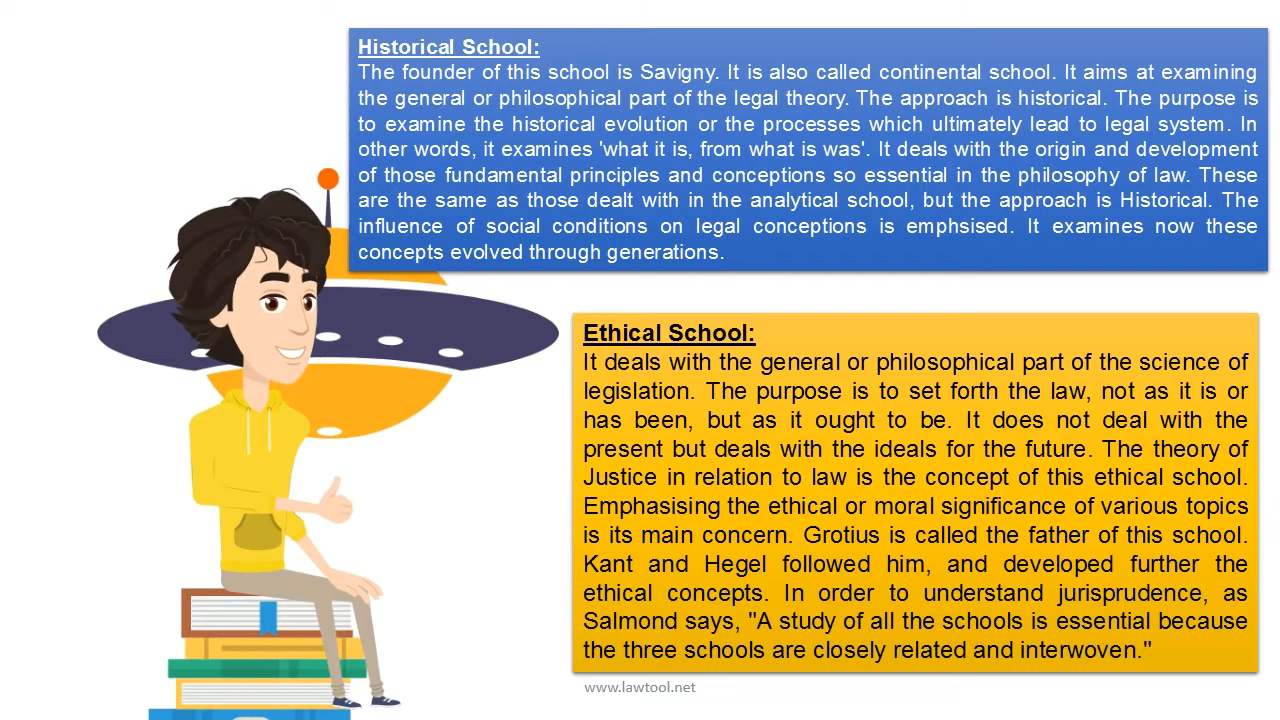 Historical School:
The founder of this school is Savigny. It is also called continental school. It aims at examining
the general or philosophical part of the legal theory. The approach is historical. The purpose is
to examine the historical evolution or the processes which ultimately lead to legal system. In
other words, it examines 'what it is, from what is was'. It deals with the origin and development
of those fundamental principles and conceptions so essential in the philosophy of law. These
are the same as those dealt with in the analytical school, but the approach is Historical. The
influence of social conditions on legal conceptions is emphsised. It examines now these
concepts evolved through generations.
Ethical School:
It deals with the general or philosophical part of the science of
legislation. The purpose is to set forth the law, not as it is or
has been, but as it ought to be. It does not deal with the
present but deals with the ideals for the future. The theory of
Justice in relation to law is the concept of this ethical school.
Emphasising the ethical or moral significance of various topics
is its main concern. Grotius is called the father of this school.
Kant and Hegel followed him, and developed further the
ethical concepts. In order to understand jurisprudence, as
Salmond says, "A study of all the schools is essential because
the three schools are closely related and interwoven."
www.lawtool.net